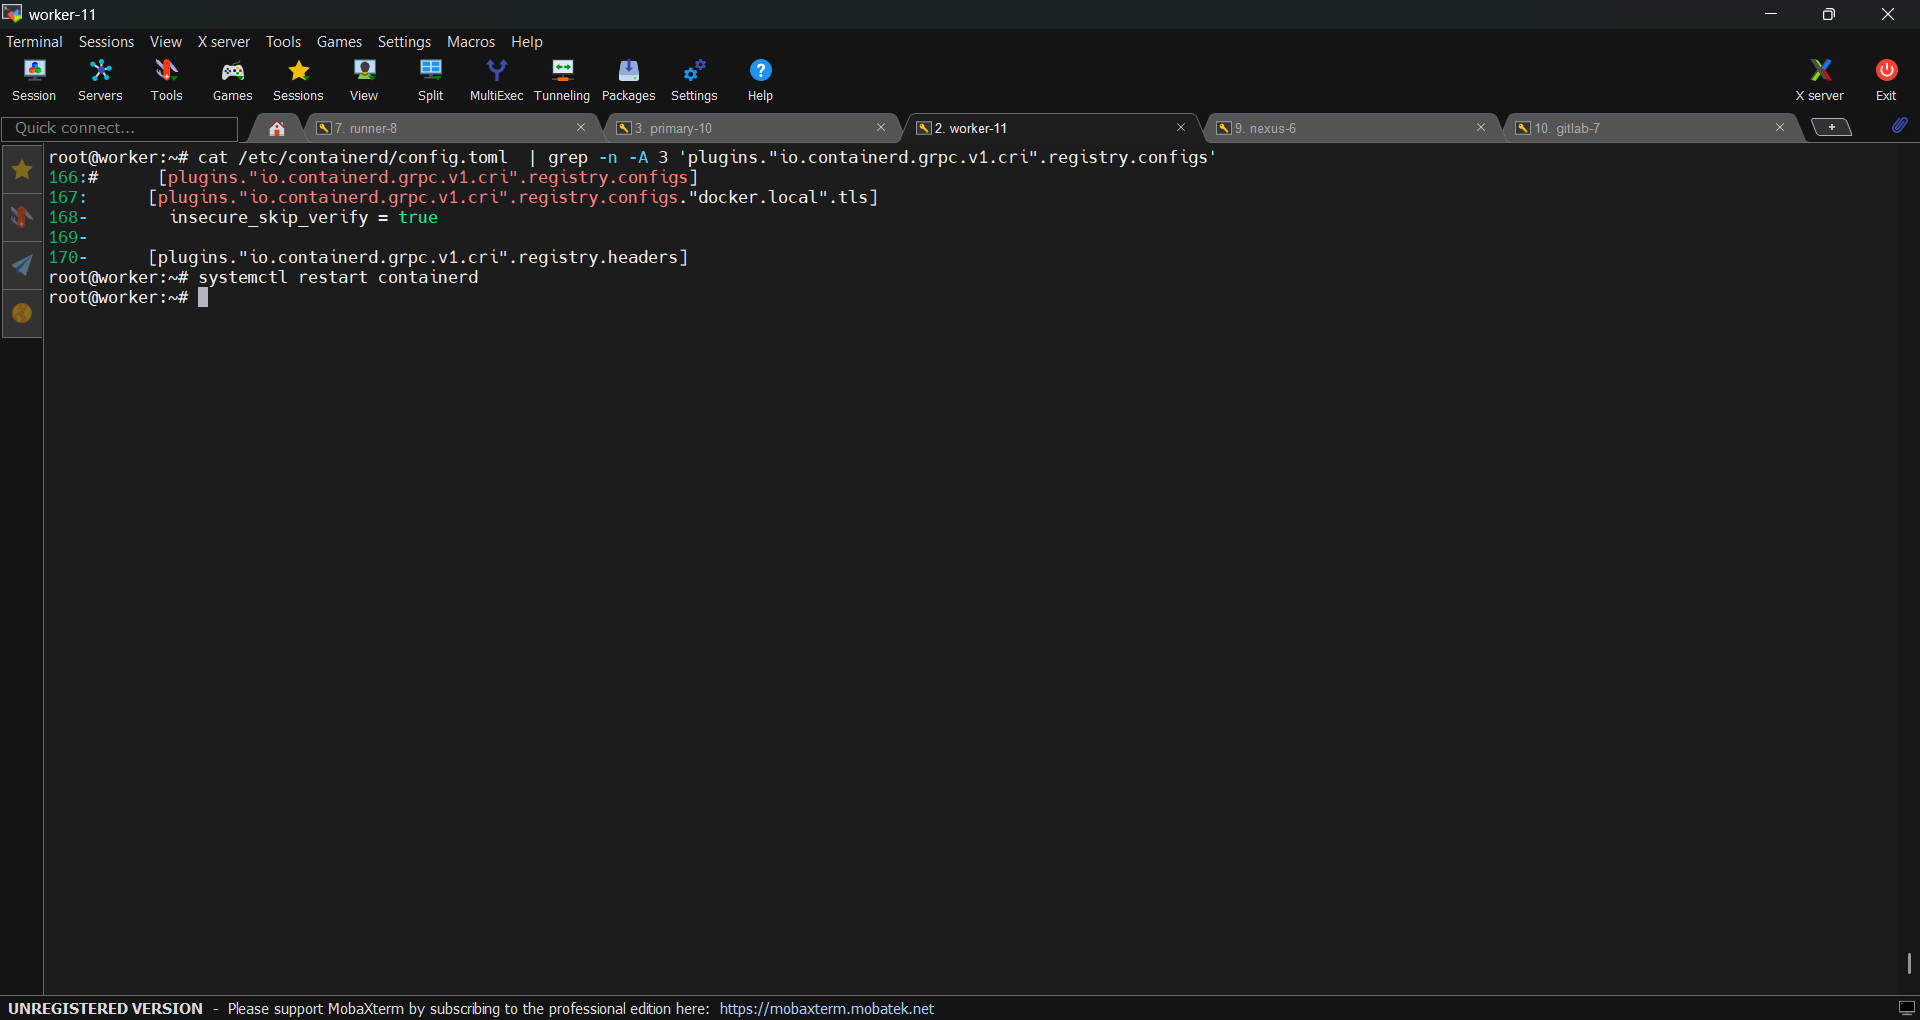 worker-11
Terminal Sessions View X server Tools Games Settings Macros Help
Session Servers Tools Games Sessions View Split MultiExec Tunneling Packages Settings Help X server Exit
Quick connect... 7. runner-8 3. primary-10 2. worker-11 9. nexus-6 10. gitlab-7
root@worker:~# cat /etc/containerd/config.toml  | grep -n -A 3 'plugins."io.containerd.grpc.v1.cri".registry.configs'
166:#      [plugins."io.containerd.grpc.v1.cri".registry.configs]
167:      [plugins."io.containerd.grpc.v1.cri".registry.configs."docker.local".tls]
168-        insecure_skip_verify = true
169-
170-      [plugins."io.containerd.grpc.v1.cri".registry.headers]
root@worker:~# systemctl restart containerd
root@worker:~#
UNREGISTERED VERSION - Please support MobaXterm by subscribing to the professional edition here: https://mobaxterm.mobatek.net